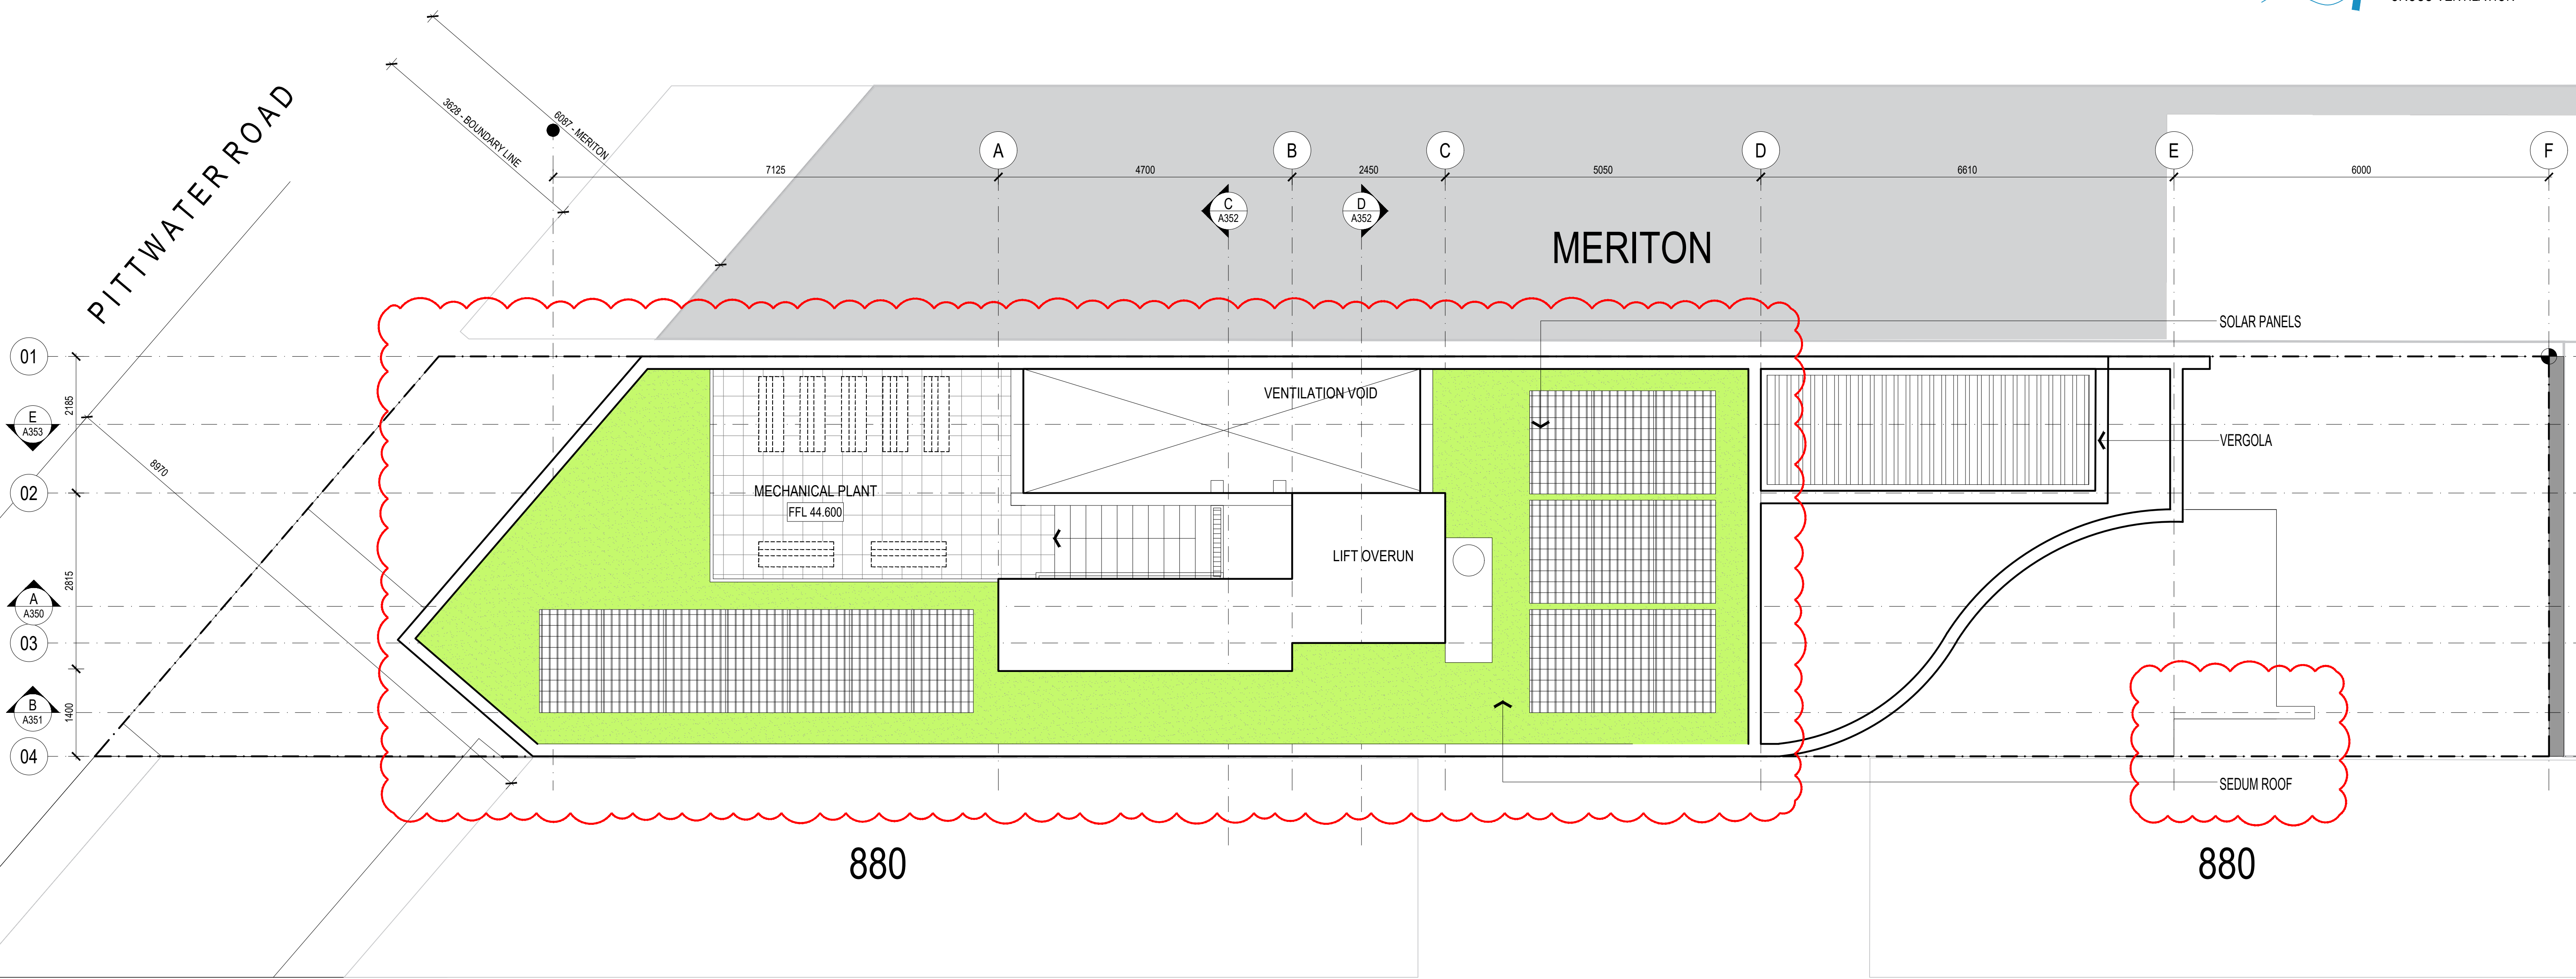 PITTWATER ROAD
3628 - BOUNDARY LINE
6087 - MERITON
A
B
C
D
E
F
7125
4700
2450
5050
6610
6000
C
A352
D
A352
MERITON
SOLAR PANELS
01
VENTILATION VOID
2185
E
A353
VERGOLA
8970
02
MECHANICAL PLANT
FFL 44.600
LIFT OVERUN
2815
A
A350
03
B
A351
1400
04
SEDUM ROOF
880
880